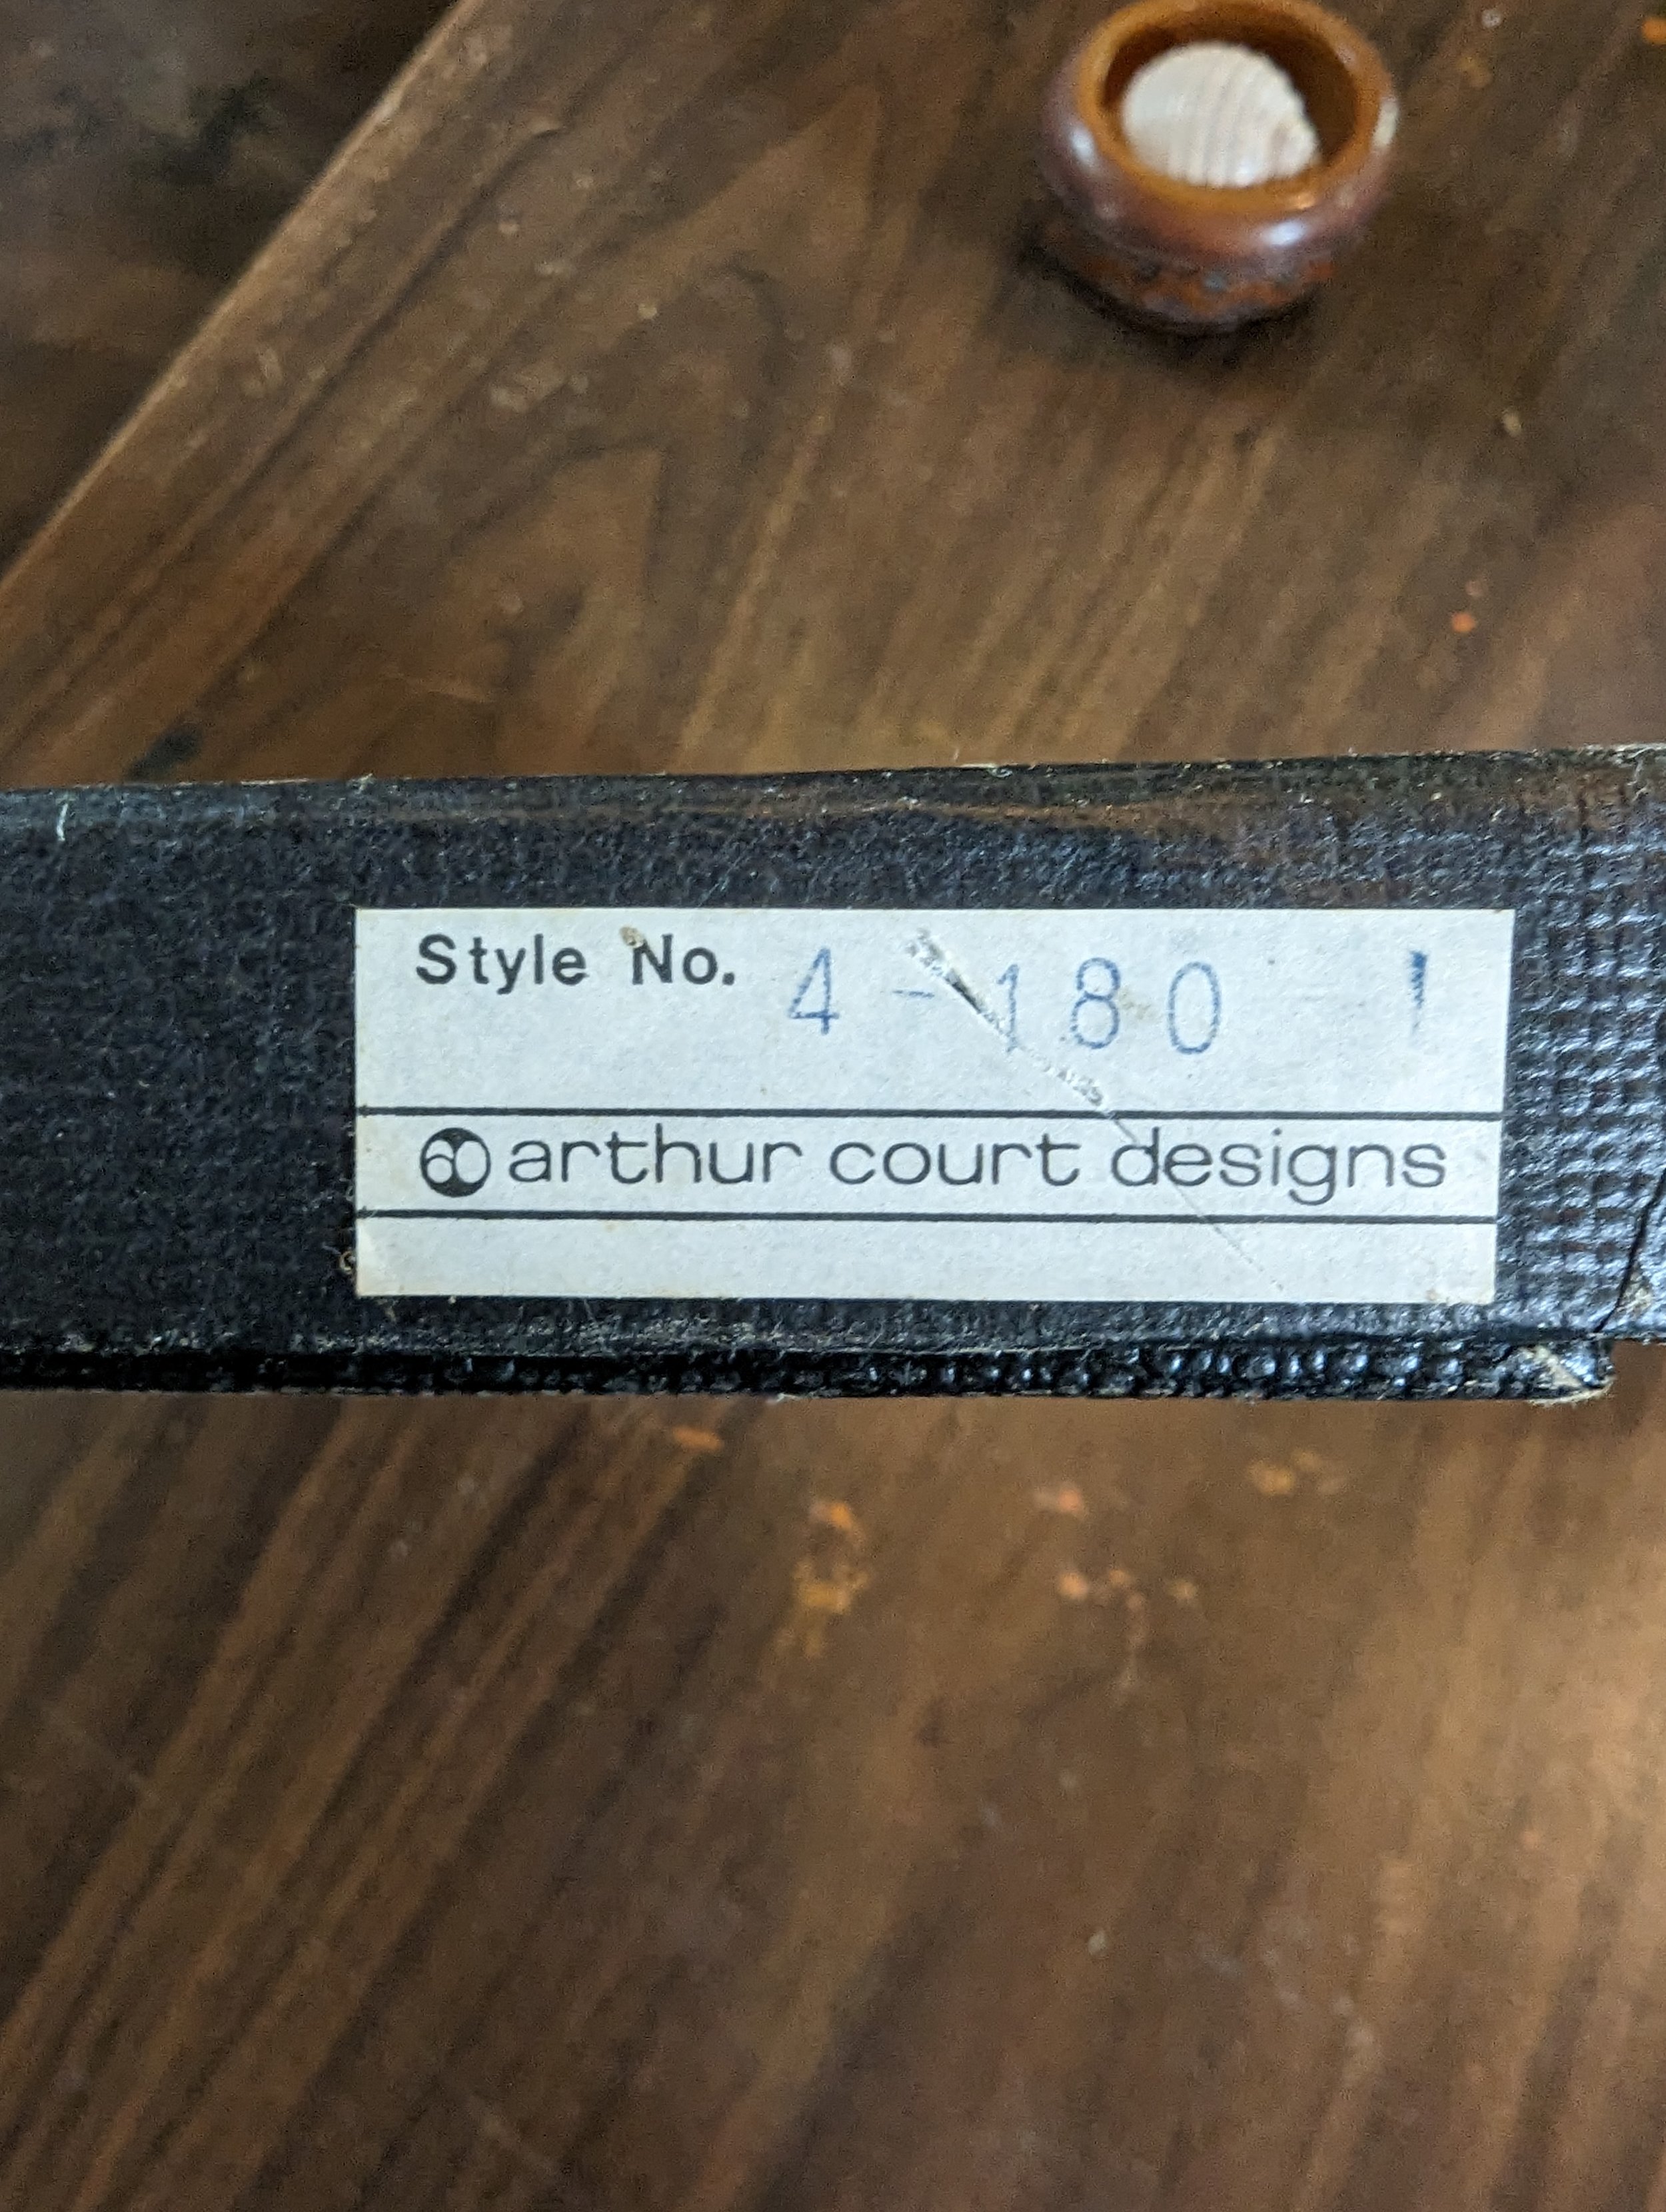 Style No. 4-180
arthur court designs